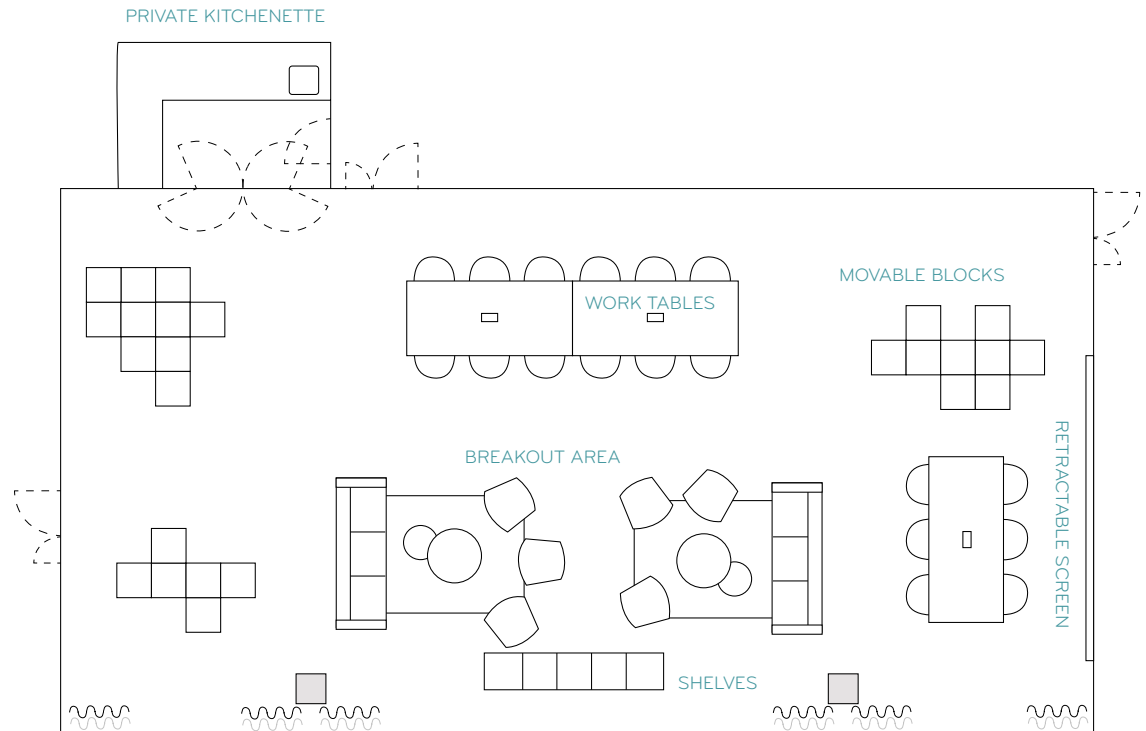 PRIVATE KITCHENETTE
MOVABLE BLOCKS
WORK TABLES
BREAKOUT AREA
RETRACTABLE SCREEN
SHELVES